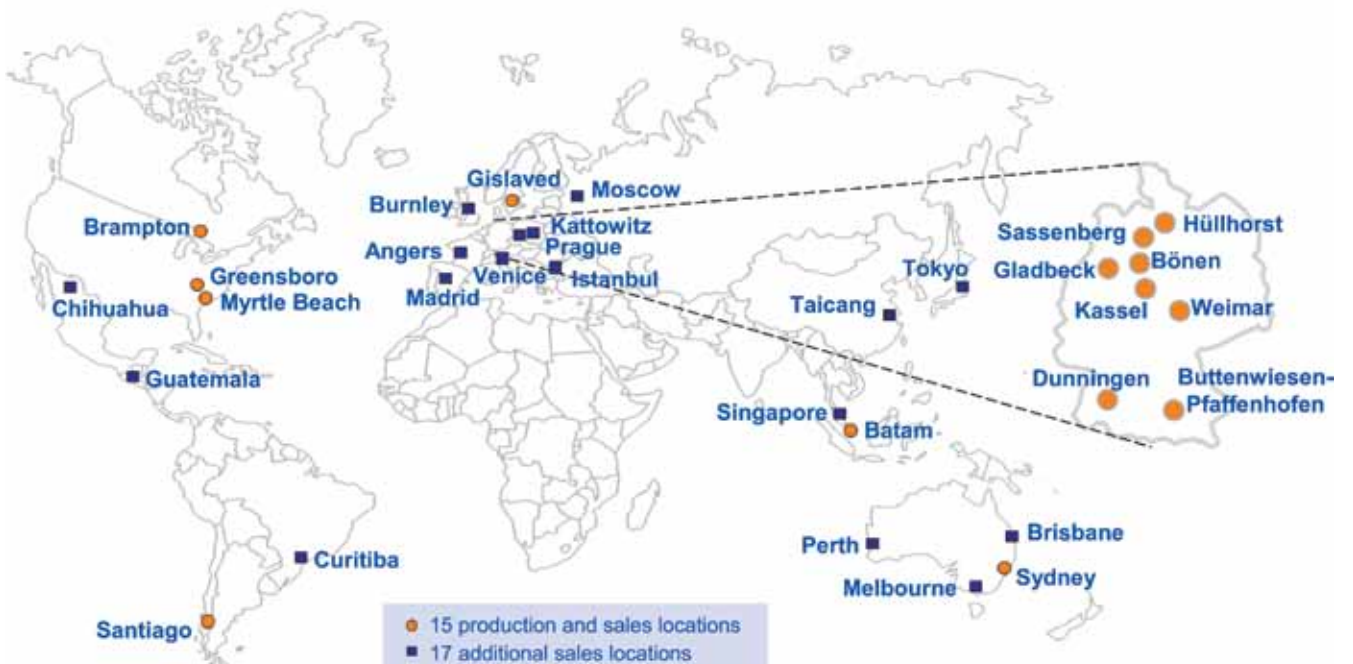 Gislaved
Moscow
Burnley
Brampton
Kattowitz
Angers
Prague
Venice
Istanbul
Madrid
Greensboro
Myrtle Beach
Chihuahua
Guatemala
Tokyo
Taicang
Singapore
Batam
Hüllhorst
Sassenberg
Gladbeck
Bönen
Kassel
Weimar
Dunningen
Buttenwiesen-
Pfaffenhofen
Curitiba
Santiago
Perth
Brisbane
Melbourne
Sydney
15 production and sales locations
17 additional sales locations